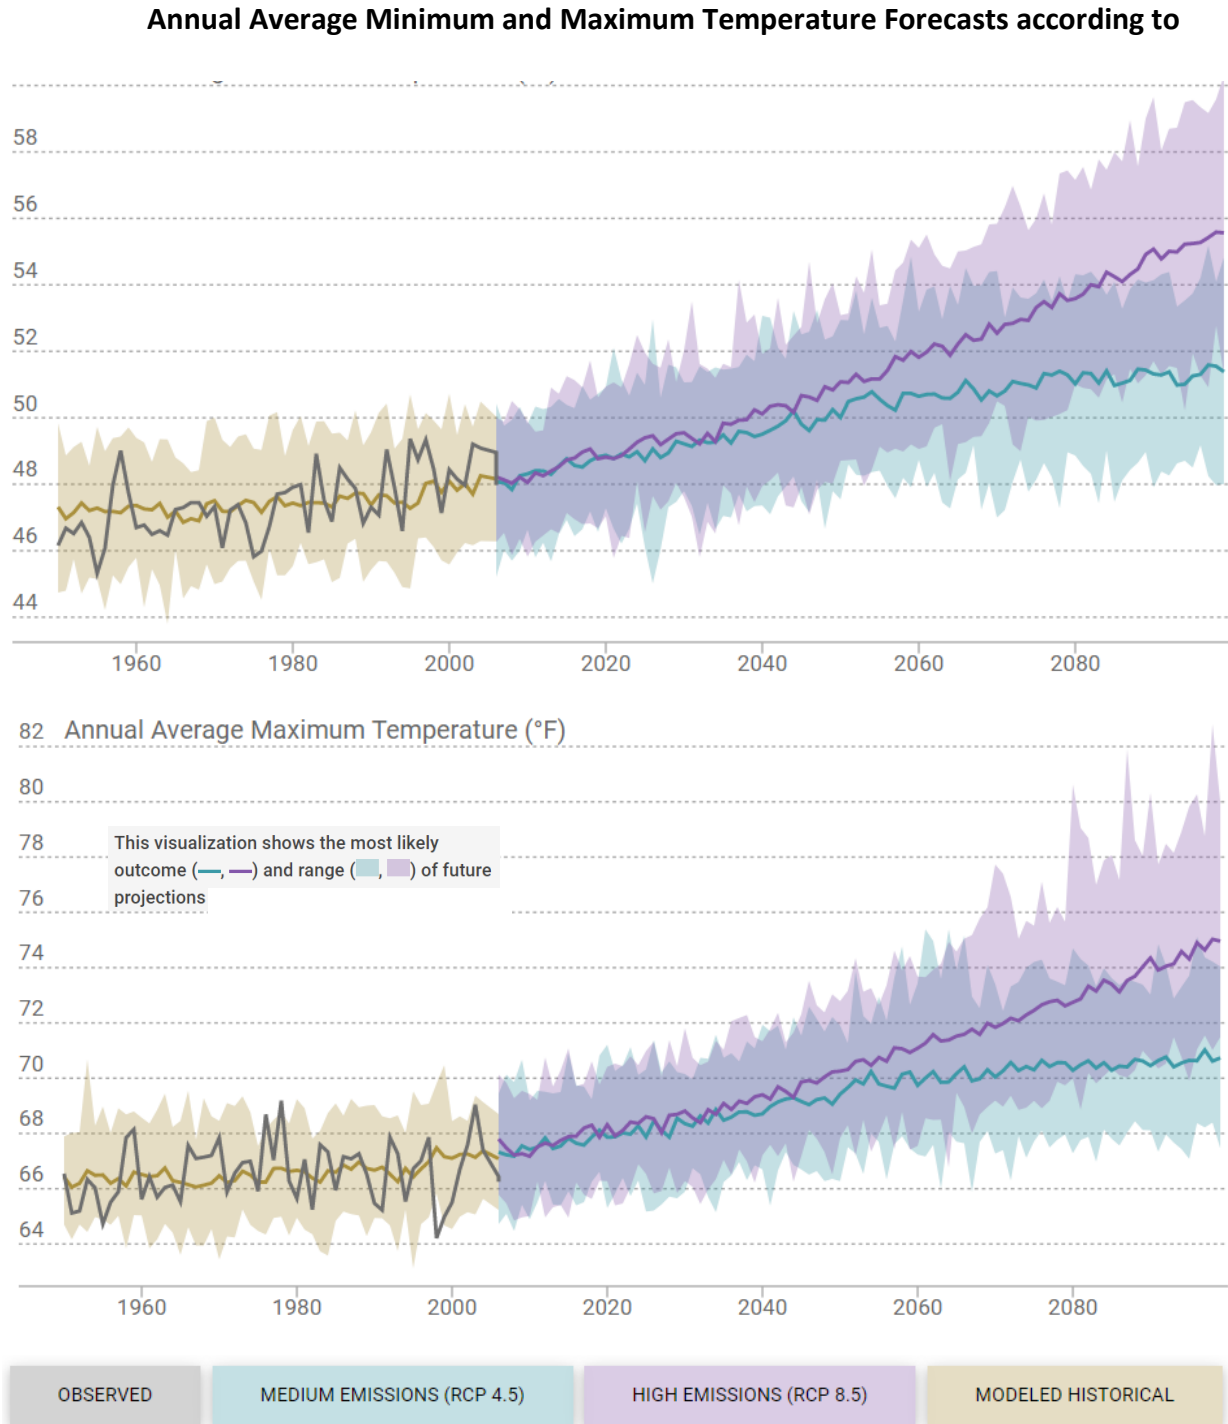 Annual Average Minimum and Maximum Temperature Forecasts according to
58
56
54
52
50
48
46
44
1960 1980 2000 2020 2040 2060 2080
82 Annual Average Maximum Temperature (°F)
80
78
This visualization shows the most likely
outcome ( , ) and range ( , ) of future
projections
76
74
72
70
68
66
64
1960 1980 2000 2020 2040 2060 2080
OBSERVED MEDIUM EMISSIONS (RCP 4.5) HIGH EMISSIONS (RCP 8.5) MODELED HISTORICAL